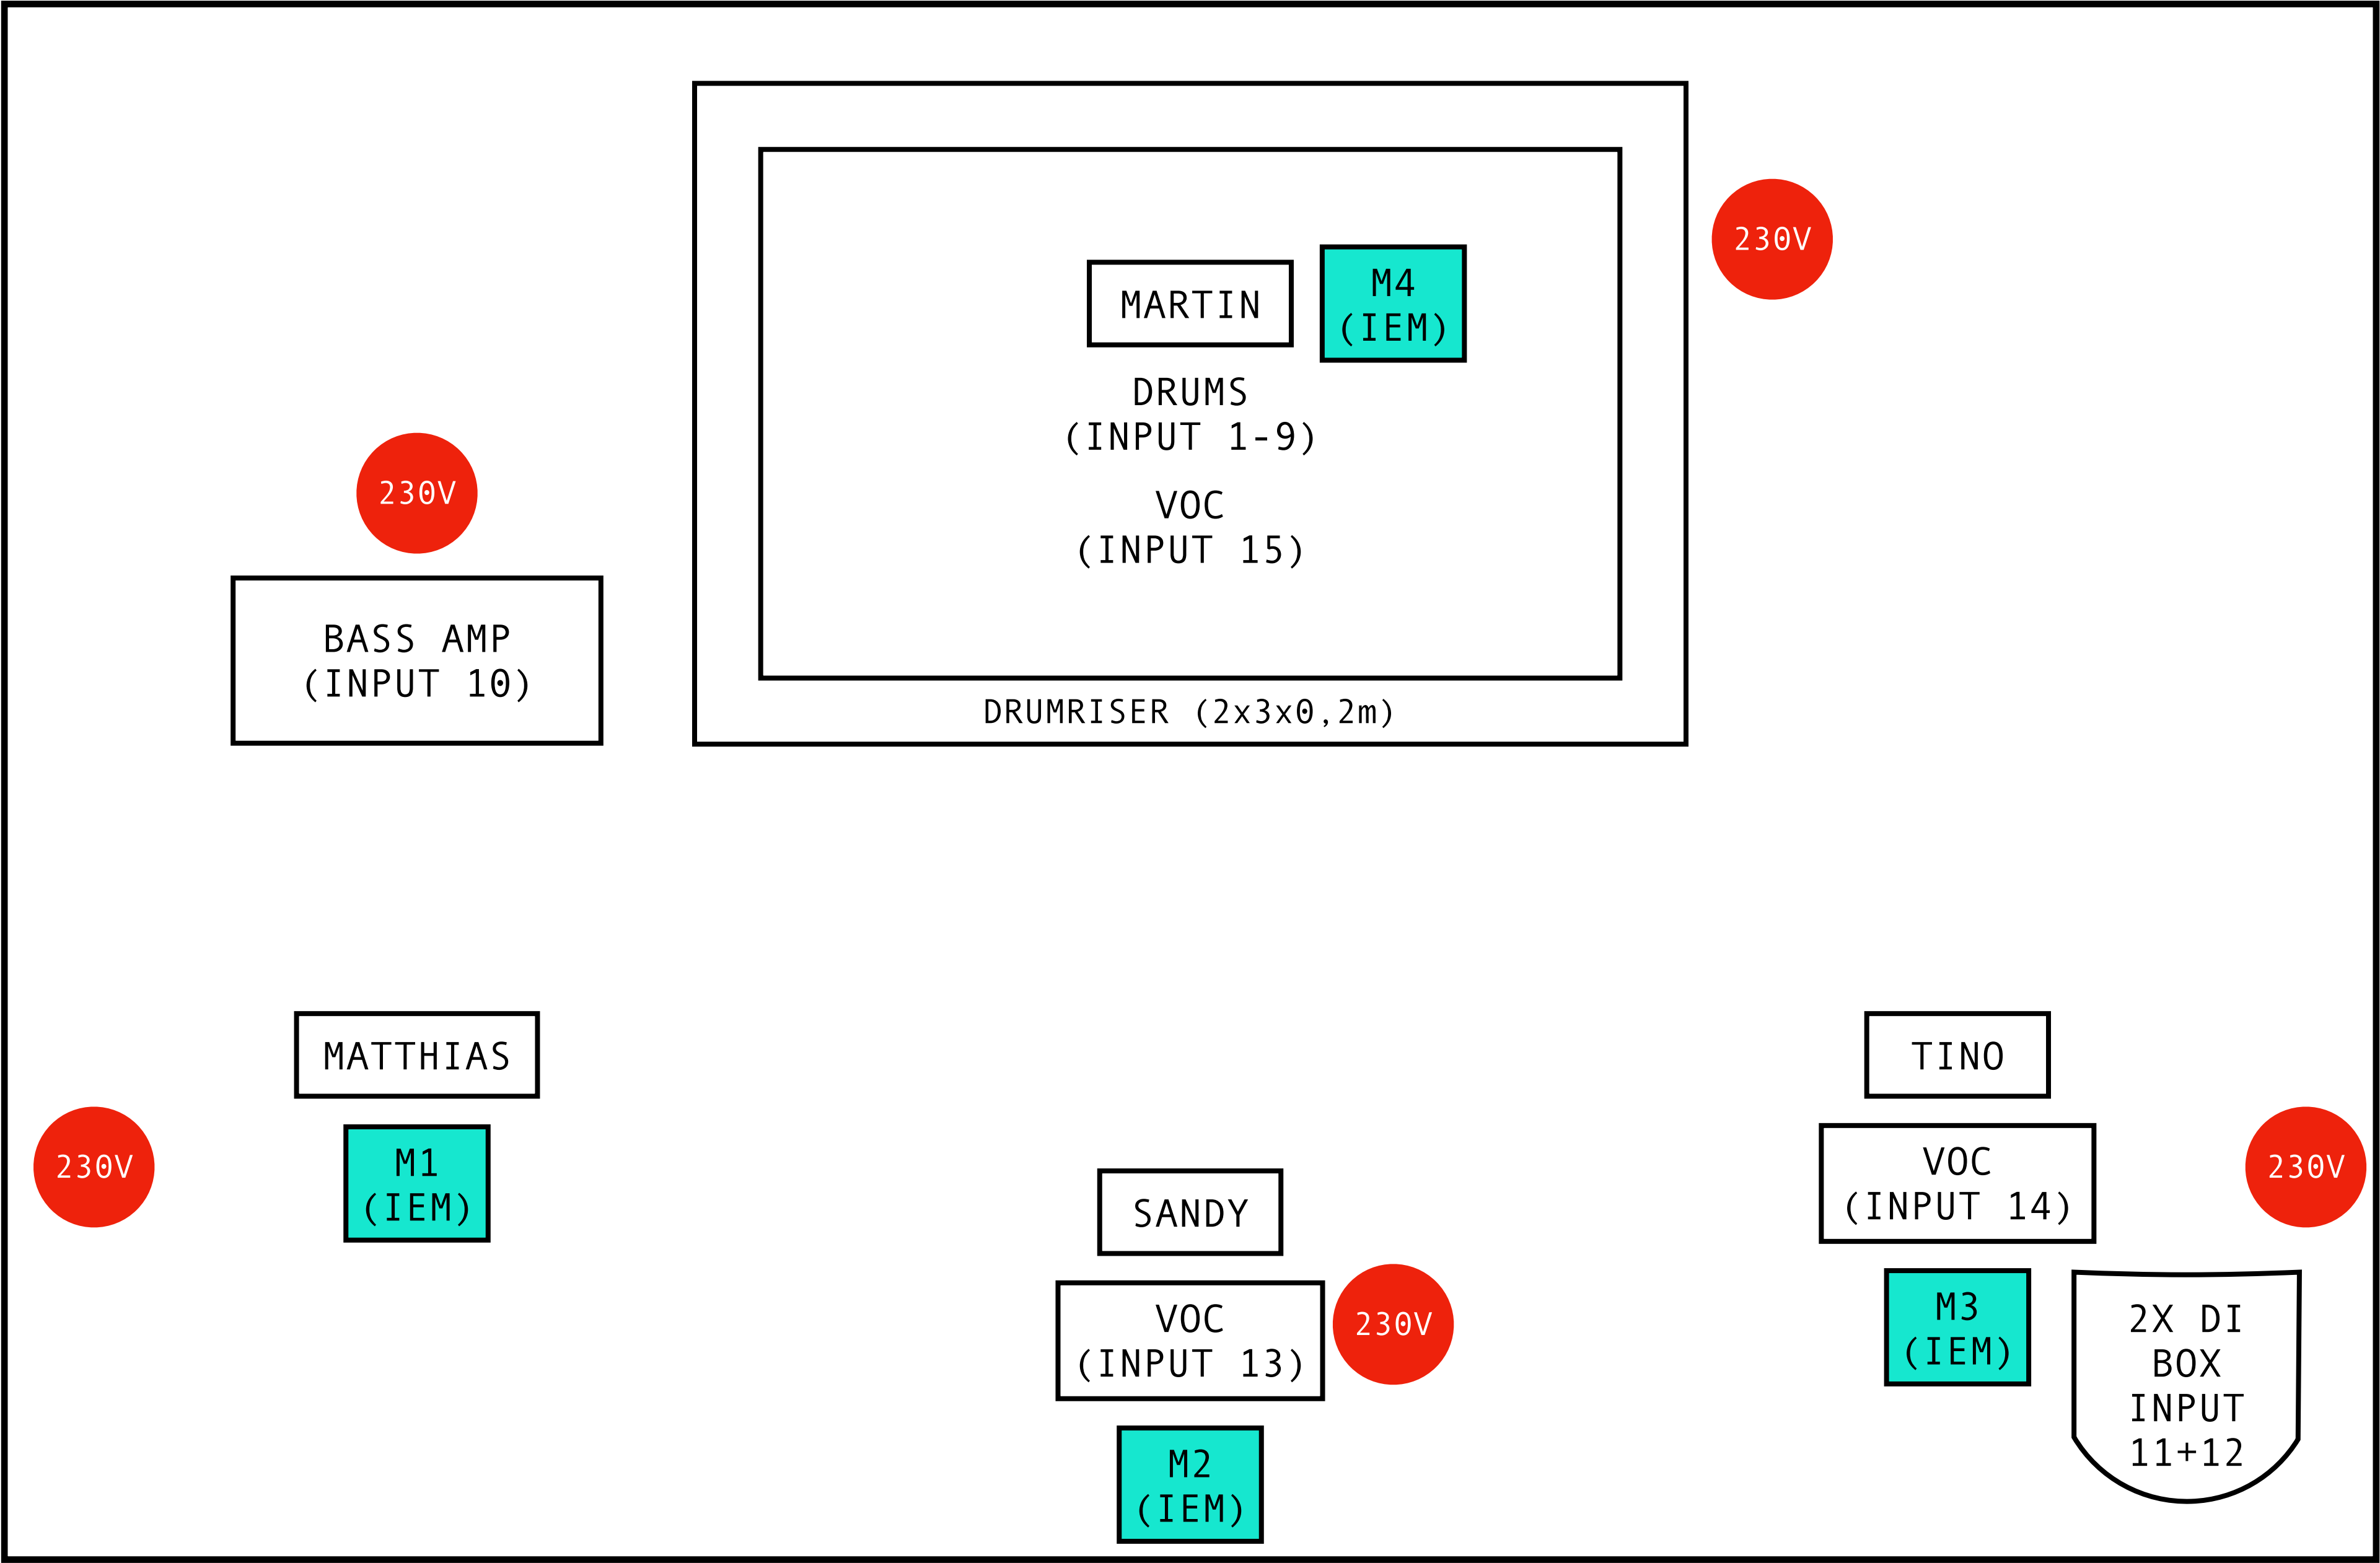 230V
MARTIN
M4
(IEM)
DRUMS
(INPUT 1-9)
VOC
(INPUT 15)
230V
BASS AMP
(INPUT 10)
DRUMRISER (2x3x0,2m)
MATTHIAS
230V
M1
(IEM)
SANDY
VOC
(INPUT 13)
230V
M2
(IEM)
TINO
VOC
(INPUT 14)
230V
M3
(IEM)
2X DI
BOX
INPUT
11+12